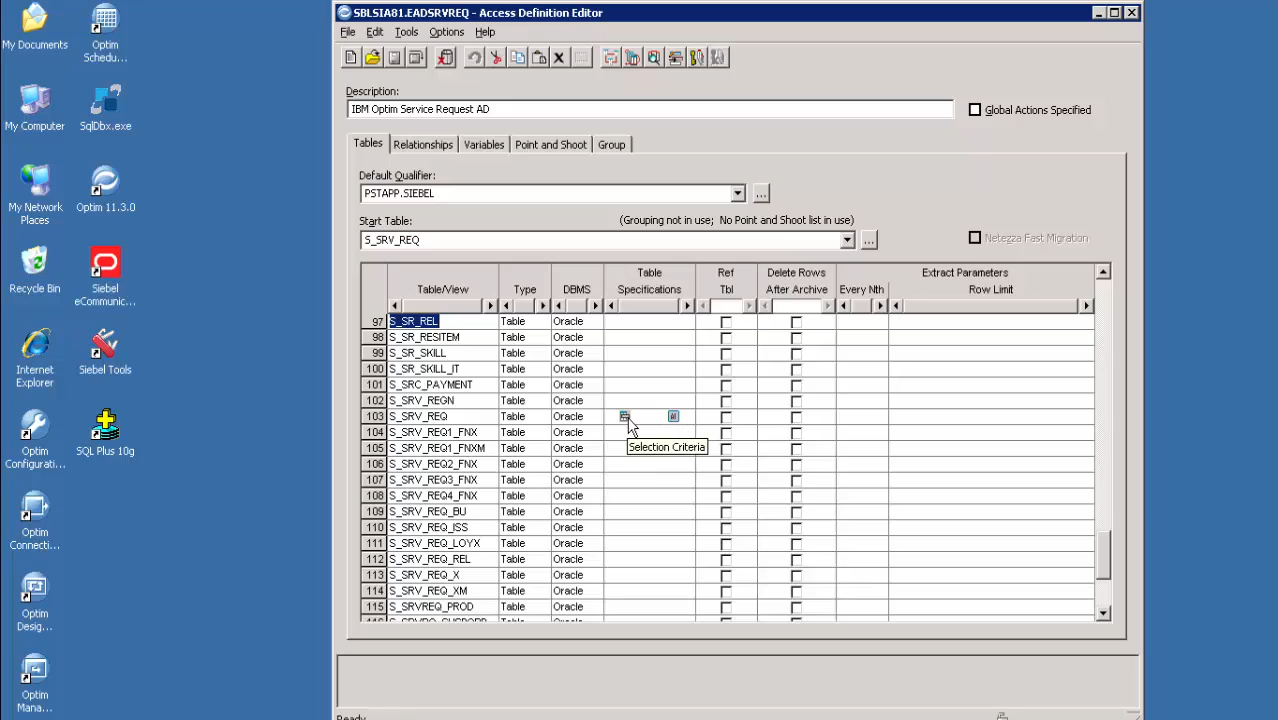 My Documents
Optim
Schedu...
My Computer
SqlDbx.exe
My Network
Places
Optim 11.3.0
Recycle Bin
Siebel
eCommunic...
Internet
Explorer
Siebel Tools
Optim
Configurati...
SQL Plus 10g
Optim
Connecti...
Optim
Desig...
Optim
Mana...
SBLSIA81.EADSRVREQ - Access Definition Editor
File Edit Tools Options Help
Description:
IBM Optim Service Request AD
Global Actions Specified
Tables Relationships Variables Point and Shoot Group
Default Qualifier:
PSTAPP.SIEBEL
...
Start Table:
(Grouping not in use; No Point and Shoot list in use)
S_SRV_REQ
...
Netezza Fast Migration
Table/View Type DBMS Table Specifications Ref Tbl Delete Rows After Archive Extract Parameters Every Nth Row Limit
97 S_SR_REL Table Oracle
98 S_SR_RESITEM Table Oracle
99 S_SR_SKILL Table Oracle
100 S_SR_SKILL_IT Table Oracle
101 S_SRC_PAYMENT Table Oracle
102 S_SRV_REGN Table Oracle
103 S_SRV_REQ Table Oracle
104 S_SRV_REQ1_FNX Table Oracle
Selection Criteria
105 S_SRV_REQ1_FNXM Table Oracle
106 S_SRV_REQ2_FNX Table Oracle
107 S_SRV_REQ3_FNX Table Oracle
108 S_SRV_REQ4_FNX Table Oracle
109 S_SRV_REQ_BU Table Oracle
110 S_SRV_REQ_ISS Table Oracle
111 S_SRV_REQ_LOYX Table Oracle
112 S_SRV_REQ_REL Table Oracle
113 S_SRV_REQ_X Table Oracle
114 S_SRV_REQ_XM Table Oracle
115 S_SRVREQ_PROD Table Oracle
Ready